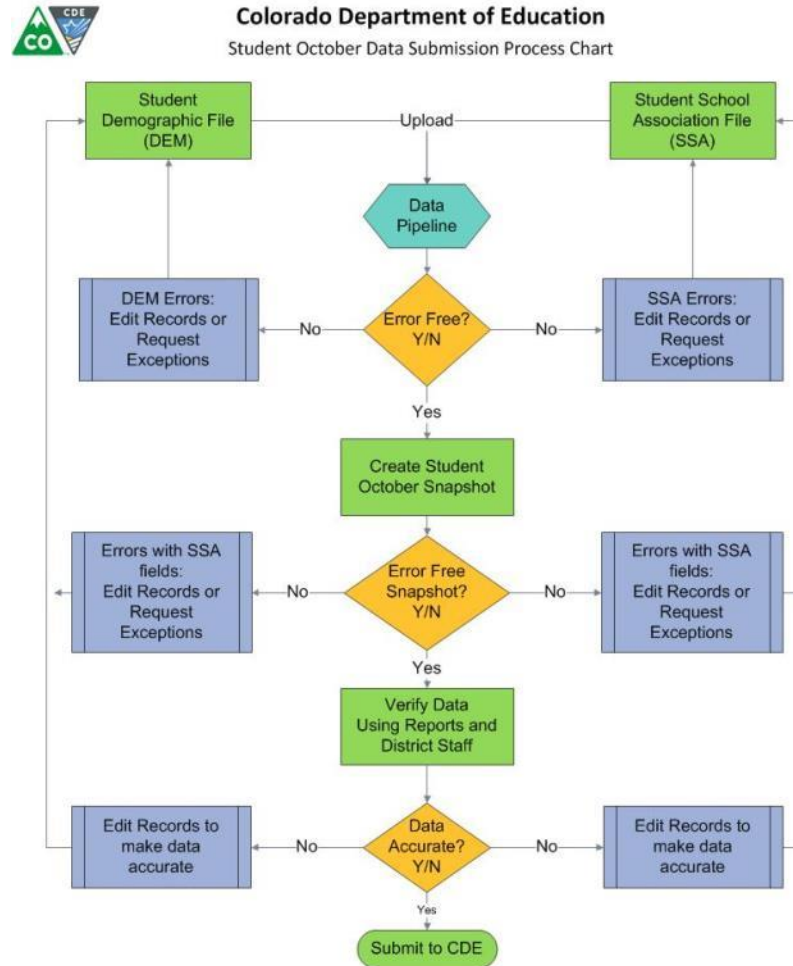 CDE
CO
Colorado Department of Education
Student October Data Submission Process Chart
Student
Demographic File
(DEM)
Upload
Student School
Association File
(SSA)
Data
Pipeline
DEM Errors:
Edit Records or
Request
Exceptions
No
Error Free?
Y/N
No
SSA Errors:
Edit Records or
Request
Exceptions
Yes
Create Student
October Snapshot
Errors with SSA
fields:
Edit Records or
Request
Exceptions
No
Error Free
Snapshot?
Y/N
No
Errors with SSA
fields:
Edit Records or
Request
Exceptions
Yes
Verify Data
Using Reports and
District Staff
Edit Records to
make data
accurate
No
Data
Accurate?
Y/N
No
Edit Records to
make data
accurate
Yes
Submit to CDE